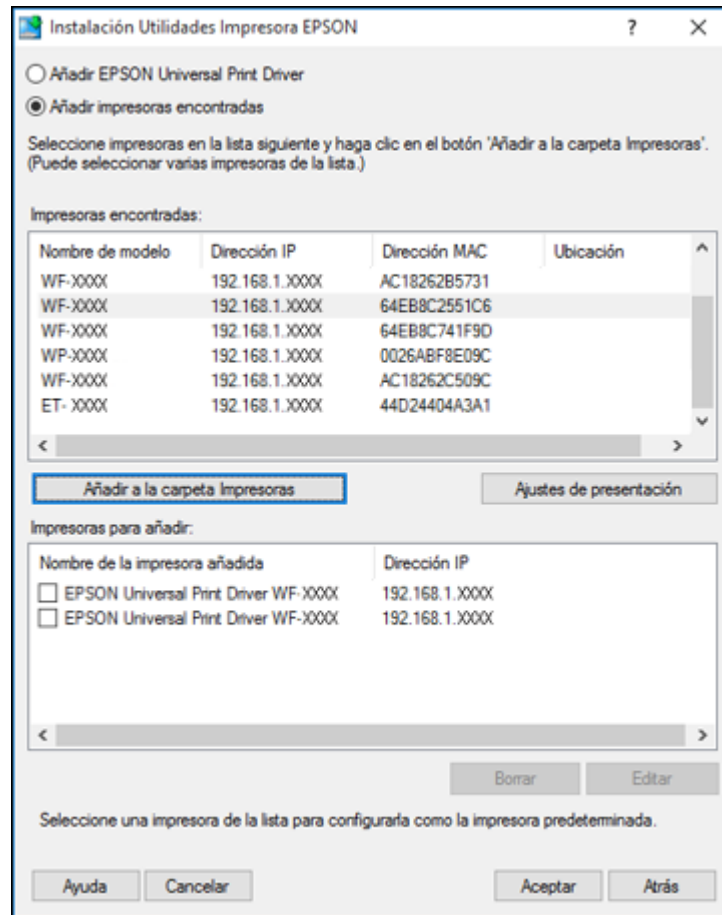 Instalación Utilidades Impresora EPSON ?
Añadir EPSON Universal Print Driver
Añadir impresoras encontradas
Seleccione impresoras en la lista siguiente y haga clic en el botón 'Añadir a la carpeta Impresoras'.
(Puede seleccionar varias impresoras de la lista.)
Impresoras encontradas:
Nombre de modelo Dirección IP Dirección MAC Ubicación
WF-XXXX 192.168.1.XXXX AC18262B5731
WF-XXXX 192.168.1.XXXX 64EB8C2551C6
WF-XXXX 192.168.1.XXXX 64EB8C741F9D
WP-XXXX 192.168.1.XXXX 0026ABF8E09C
WF-XXXX 192.168.1.XXXX AC18262C509C
ET- XXXX 192.168.1.XXXX 44D24404A3A1
Añadir a la carpeta Impresoras Ajustes de presentación
Impresoras para añadir:
Nombre de la impresora añadida Dirección IP
EPSON Universal Print Driver WF-XXXX 192.168.1.XXXX
EPSON Universal Print Driver WF-XXXX 192.168.1.XXXX
Borrar Editar
Seleccione una impresora de la lista para configurarla como la impresora predeterminada.
Ayuda Cancelar Aceptar Atrás